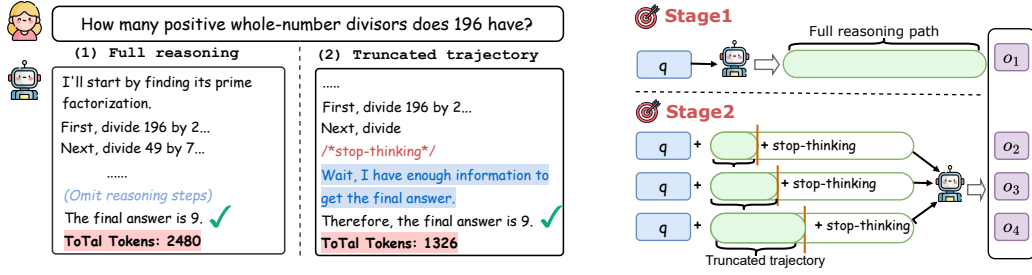 How many positive whole-number divisors does 196 have?
(1) Full reasoning
I'll start by finding its prime
factorization.
First, divide 196 by 2...
Next, divide 49 by 7...
......
(Omit reasoning steps)
The final answer is 9.
ToTal Tokens: 2480
(2) Truncated trajectory
.....
First, divide 196 by 2...
Next, divide
/*stop-thinking*/
Wait, I have enough information to
get the final answer.
Therefore, the final answer is 9.
ToTal Tokens: 1326
Stage1
Full reasoning path
q
o1
Stage2
q + + stop-thinking
o2
q + + stop-thinking
o3
q + + stop-thinking
o4
Truncated trajectory